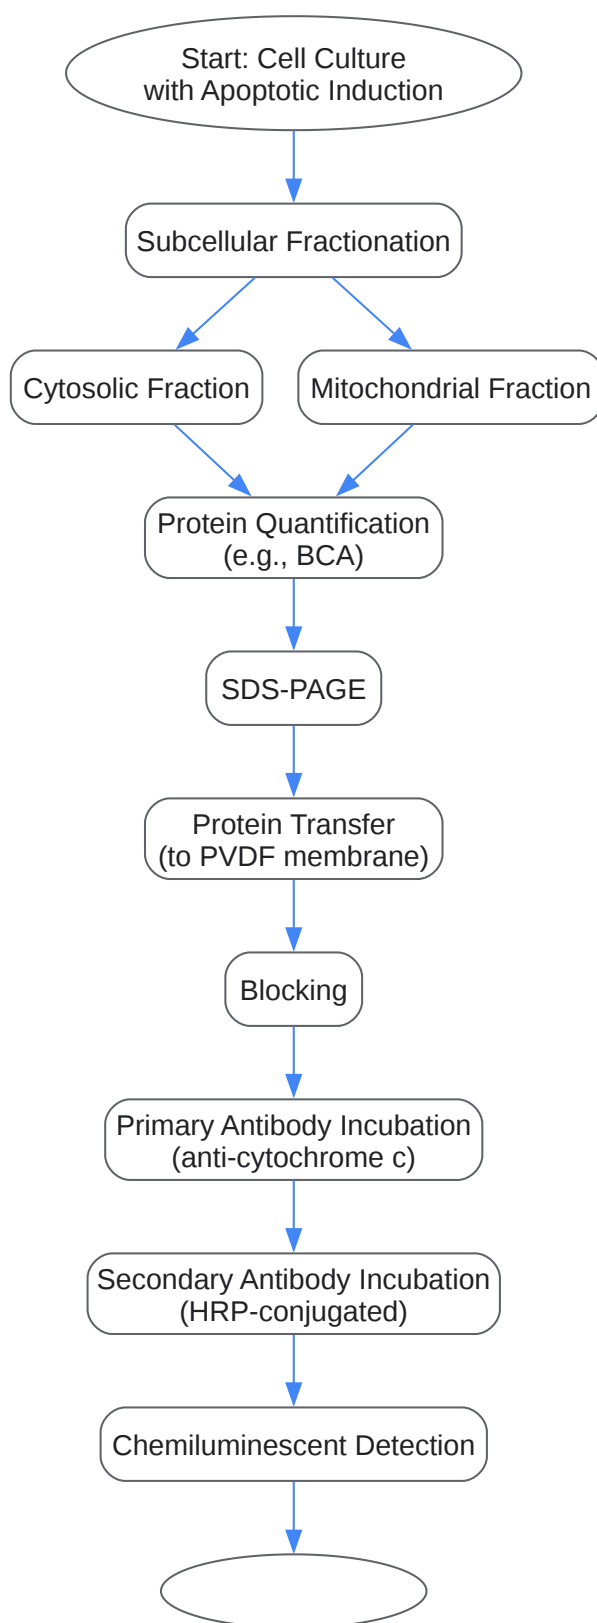 Start: Cell Culture
with Apoptotic Induction
Subcellular Fractionation
Cytosolic Fraction
Mitochondrial Fraction
Protein Quantification
(e.g., BCA)
SDS-PAGE
Protein Transfer
(to PVDF membrane)
Blocking
Primary Antibody Incubation
(anti-cytochrome c)
Secondary Antibody Incubation
(HRP-conjugated)
Chemiluminescent Detection